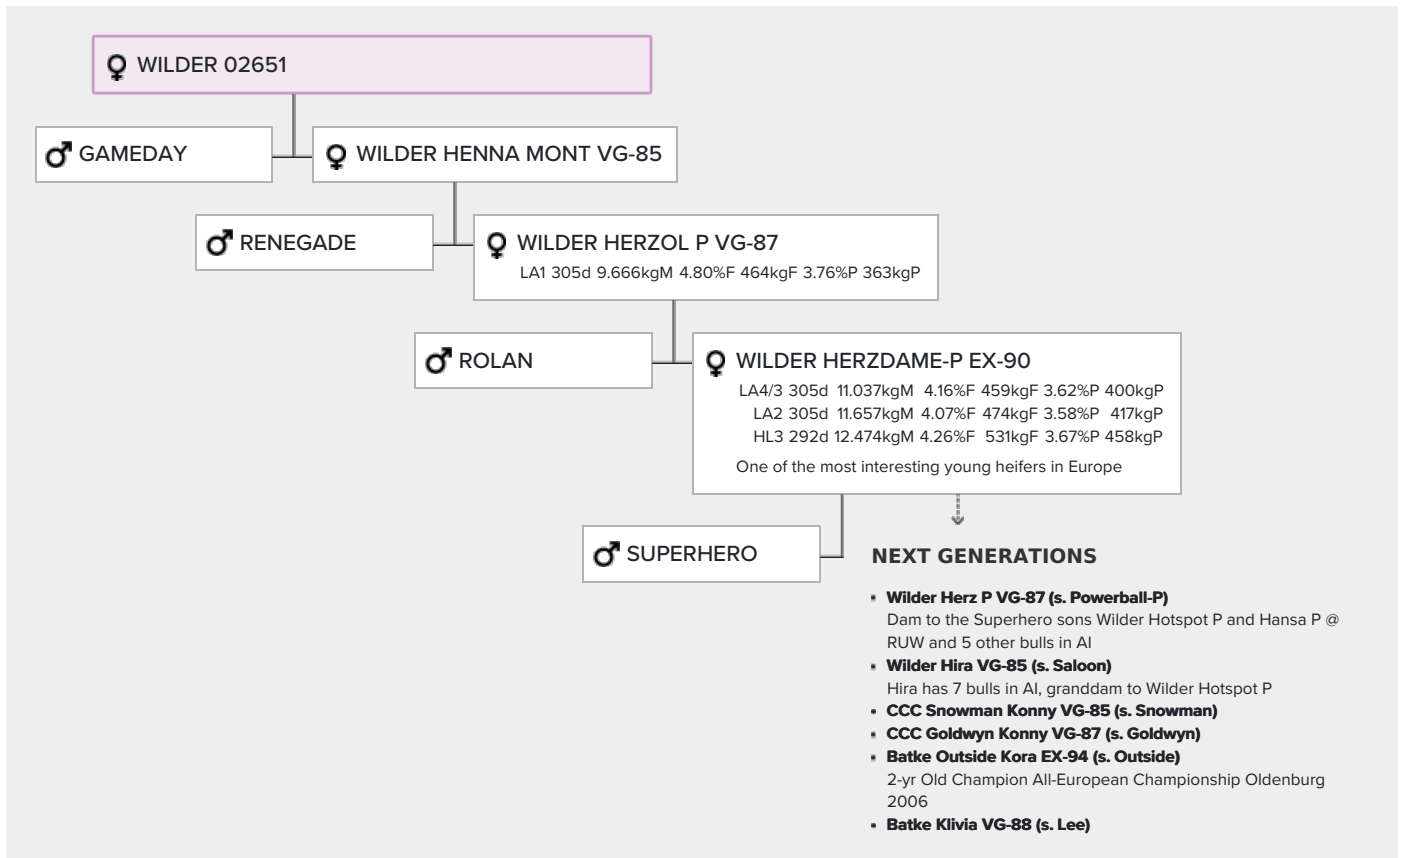 WILDER 02651
GAMEDAY
WILDER HENNA MONT VG-85
RENEGADE
WILDER HERZOL P VG-87
LA1 305d 9.666kgM 4.80%F 464kgF 3.76%P 363kgP
ROLAN
WILDER HERZDAME-P EX-90
LA4/3 305d 11.037kgM 4.16%F 459kgF 3.62%P 400kgP
LA2 305d 11.657kgM 4.07%F 474kgF 3.58%P 417kgP
HL3 292d 12.474kgM 4.26%F 531kgF 3.67%P 458kgP
One of the most interesting young heifers in Europe
SUPERHERO
NEXT GENERATIONS
Wilder Herz P VG-87 (s. Powerball-P)
Dam to the Superhero sons Wilder Hotspot P and Hansa P @
RUW and 5 other bulls in AI
Wilder Hira VG-85 (s. Saloon)
Hira has 7 bulls in AI, granddam to Wilder Hotspot P
CCC Snowman Konny VG-85 (s. Snowman)
CCC Goldwyn Konny VG-87 (s. Goldwyn)
Batke Outside Kora EX-94 (s. Outside)
2-yr Old Champion All-European Championship Oldenburg
2006
Batke Klivia VG-88 (s. Lee)